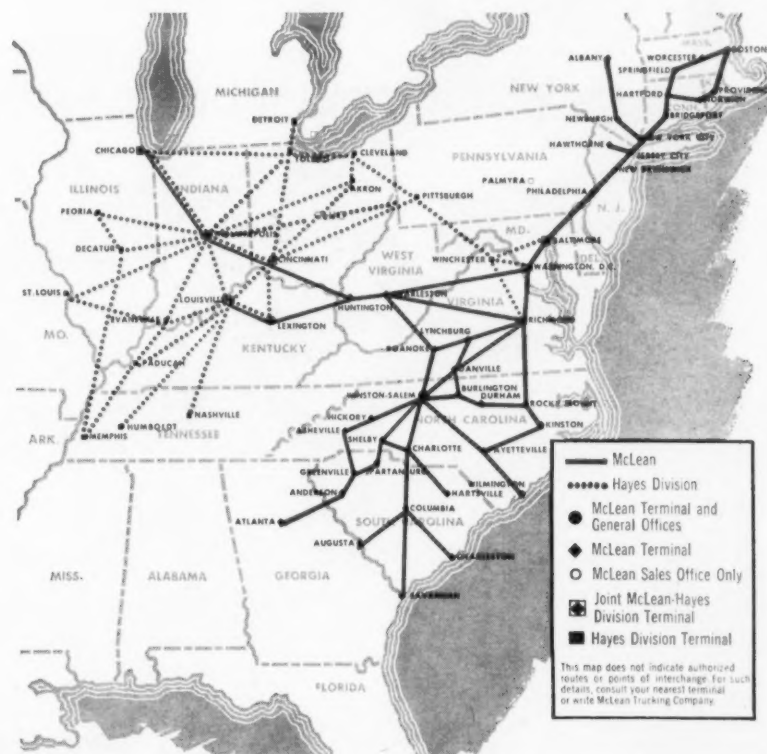 MASS.
BOSTON
WORCESTER
ALBANY
SPRINGFIELD
NEW YORK
HARTFORD
PROVIDENCE
NORWICH
CONN.
BRIDGEPORT
MICHIGAN
DETROIT
NEWBURGH
NEW YORK CITY
HAWTHORNE
JERSEY CITY
NEW BRUNSWICK
CHICAGO
TOLEDO
CLEVELAND
PENNSYLVANIA
PALMYRA
ILLINOIS
INDIANA
AKRON
PITTSBURGH
PHILADELPHIA
N. J.
PEORIA
INDIANAPOLIS
MD.
BALTIMORE
DECATUR
CINCINNATI
WEST
VIRGINIA
WINCHESTER
WASHINGTON, D.C.
DEL.
ST. LOUIS
LOUISVILLE
HUNTINGTON
CHARLESTON
VIRGINIA
EVANSVILLE
LEXINGTON
RICHMOND
MO.
KENTUCKY
LYNCHBURG
ROANOKE
PADUCAH
DANVILLE
WINSTON-SALEM
BURLINGTON
DURHAM
ROCKY MOUNT
NASHVILLE
HICKORY
NORTH CAROLINA
ARK.
MEMPHIS
HUMBOLDT
TENNESSEE
ASHEVILLE
KINSTON
SHELBY
CHARLOTTE
FAYETTEVILLE
GREENVILLE
SPARTANBURG
WILMINGTON
ANDERSON
HARTSVILLE
ATLANTA
COLUMBIA
SOUTH CAROLINA
AUGUSTA
CHARLESTON
MISS.
ALABAMA
GEORGIA
SAVANNAH
FLORIDA
McLean
Hayes Division
McLean Terminal and
General Offices
McLean Terminal
McLean Sales Office Only
Joint McLean-Hayes
Division Terminal
Hayes Division Terminal
This map does not indicate authorized
routes or points of interchange. For such
details, consult your nearest terminal
or write McLean Trucking Company.